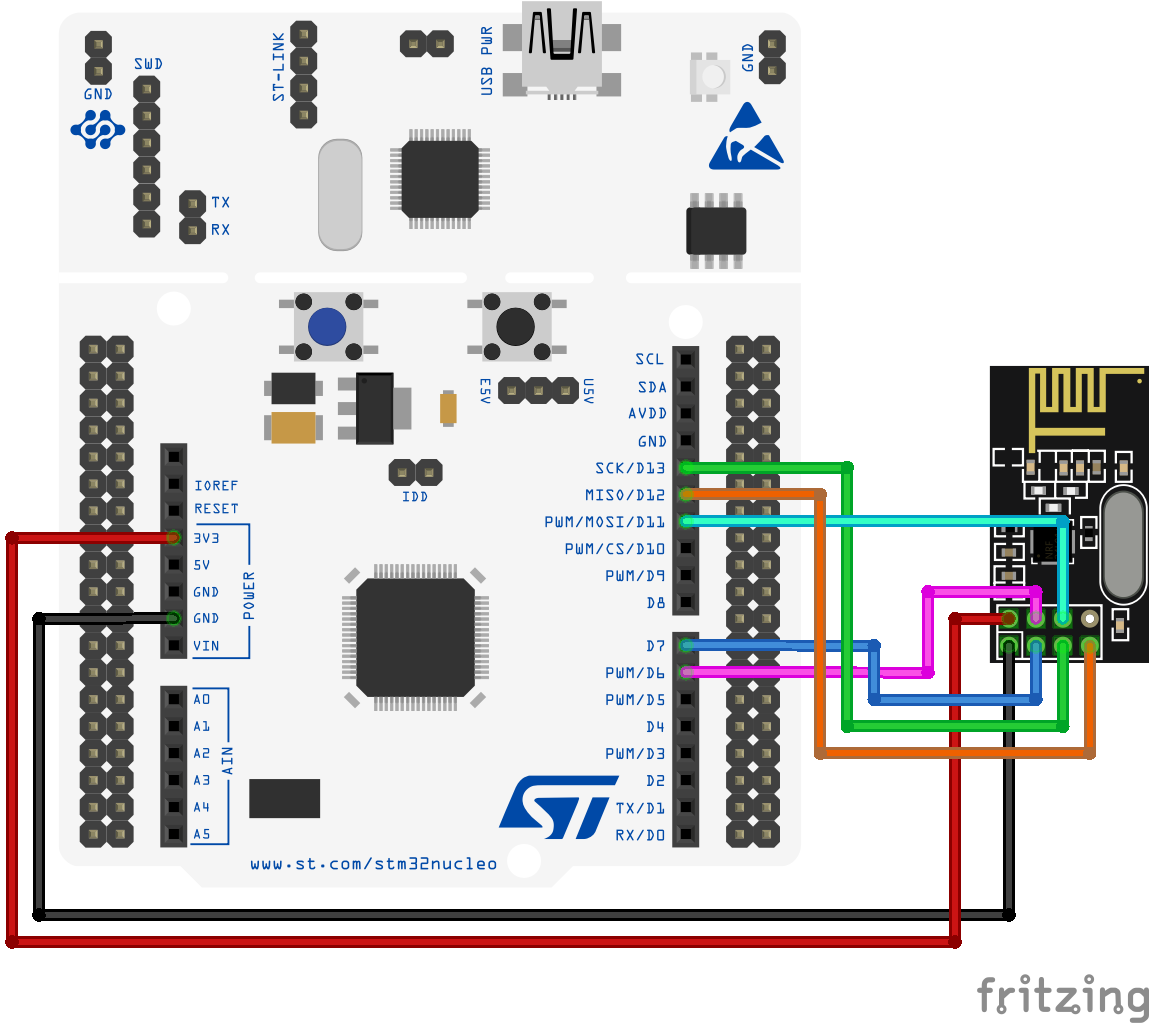 SWD
GND
ST-LINK
USB PWR
GND
TX
RX
E5V
U5V
IDD
IOREF
RESET
3V3
5V
GND
GND
VIN
POWER
A0
A1
A2
A3
A4
A5
AIN
SCL
SDA
AVDD
GND
SCK/D13
MISO/D12
PWM/MOSI/D11
PWM/CS/D10
PWM/D9
D8
D7
PWM/D6
PWM/D5
D4
PWM/D3
D2
TX/D1
RX/D0
ST
www.st.com/stm32nucleo
fritzing